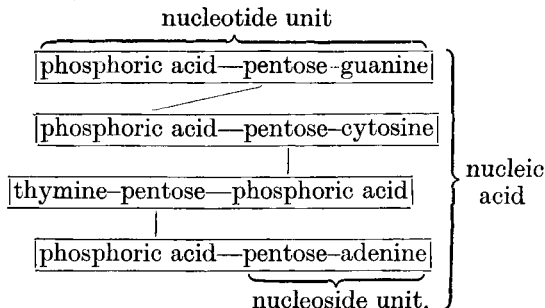 nucleotide unit
phosphoric acid—pentose–guanine
phosphoric acid—pentose–cytosine
thymine–pentose—phosphoric acid
nucleic
acid
phosphoric acid—pentose–adenine
nucleoside unit.